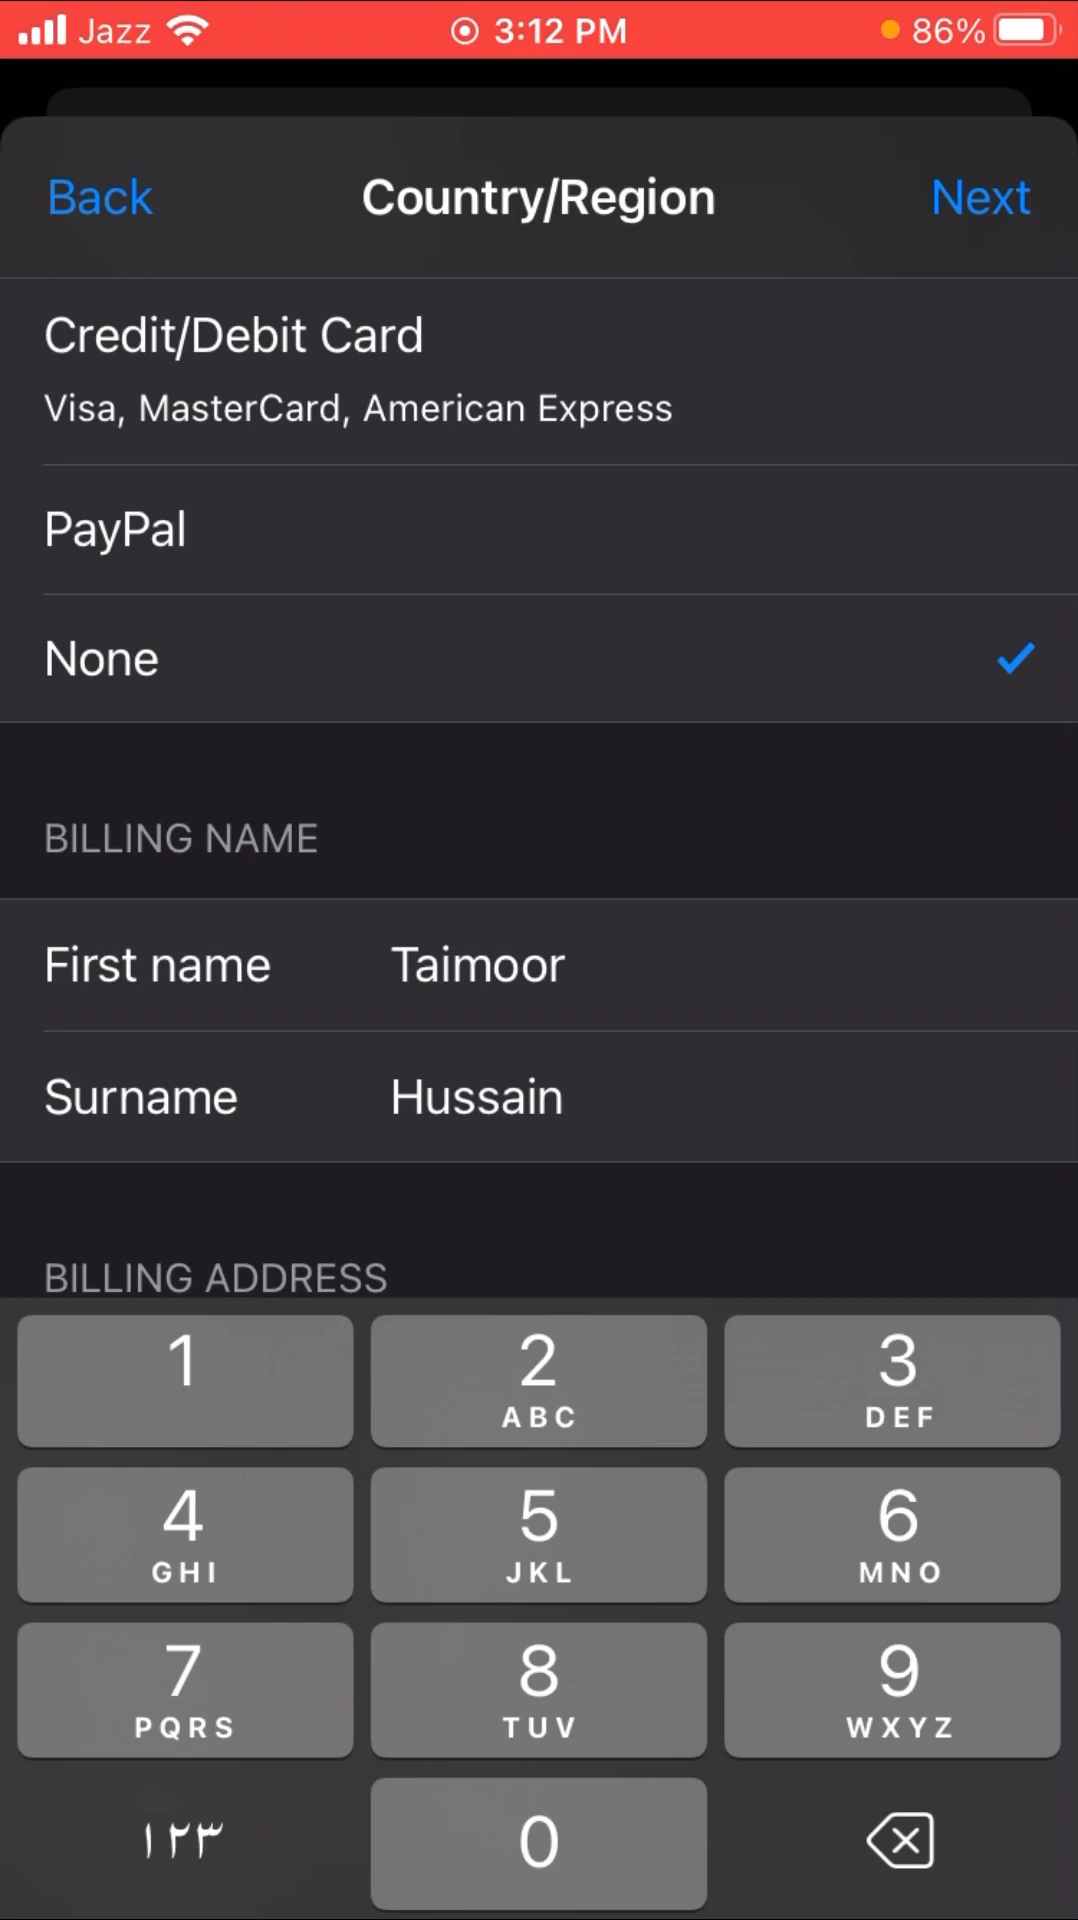 Jazz 3:12 PM 86%
Back Country/Region Next
Credit/Debit Card
Visa, MasterCard, American Express
PayPal
None
BILLING NAME
First name Taimoor
Surname Hussain
BILLING ADDRESS
1 2 3
ABC DEF
4 5 6
GHI JKL MNO
7 8 9
PQRS TUV WXYZ
۱۲۳ 0